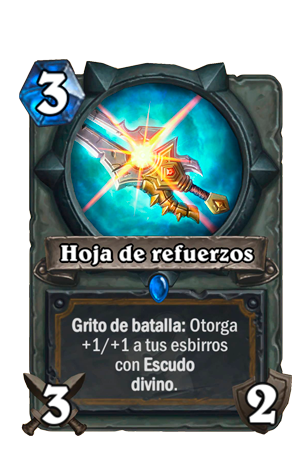 3
Hoja de refuerzos
Grito de batalla: Otorga
+1/+1 a tus esbirros
con Escudo
divino.
3
2